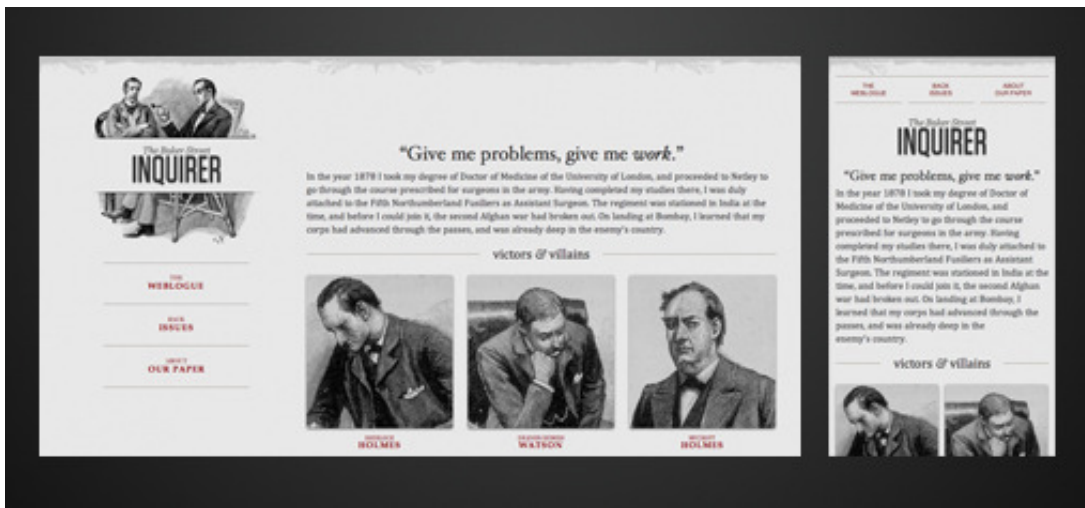 The Baker Street
INQUIRER
THE
WEBLOGUE
BACK
ISSUES
ABOUT
OUR PAPER
“Give me problems, give me work.”
In the year 1878 I took my degree of Doctor of Medicine of the University of London, and proceeded to Netley to
go through the course prescribed for surgeons in the army. Having completed my studies there, I was duly
attached to the Fifth Northumberland Fusiliers as Assistant Surgeon. The regiment was stationed in India at the
time, and before I could join it, the second Afghan war had broken out. On landing at Bombay, I learned that my
corps had advanced through the passes, and was already deep in the enemy’s country.
victors & villains
SHERLOCK
HOLMES
WATSON
MYCROFT
HOLMES
THE
WEBLOGUE
BACK
ISSUES
ABOUT
OUR PAPER
The Baker Street
INQUIRER
“Give me problems, give me work.”
In the year 1878 I took my degree of Doctor of
Medicine of the University of London, and
proceeded to Netley to go through the course
prescribed for surgeons in the army. Having
completed my studies there, I was duly attached to
the Fifth Northumberland Fusiliers as Assistant
Surgeon. The regiment was stationed in India at the
time, and before I could join it, the second Afghan
war had broken out. On landing at Bombay, I
learned that my corps had advanced through the
passes, and was already deep in the
enemy’s country.
victors & villains